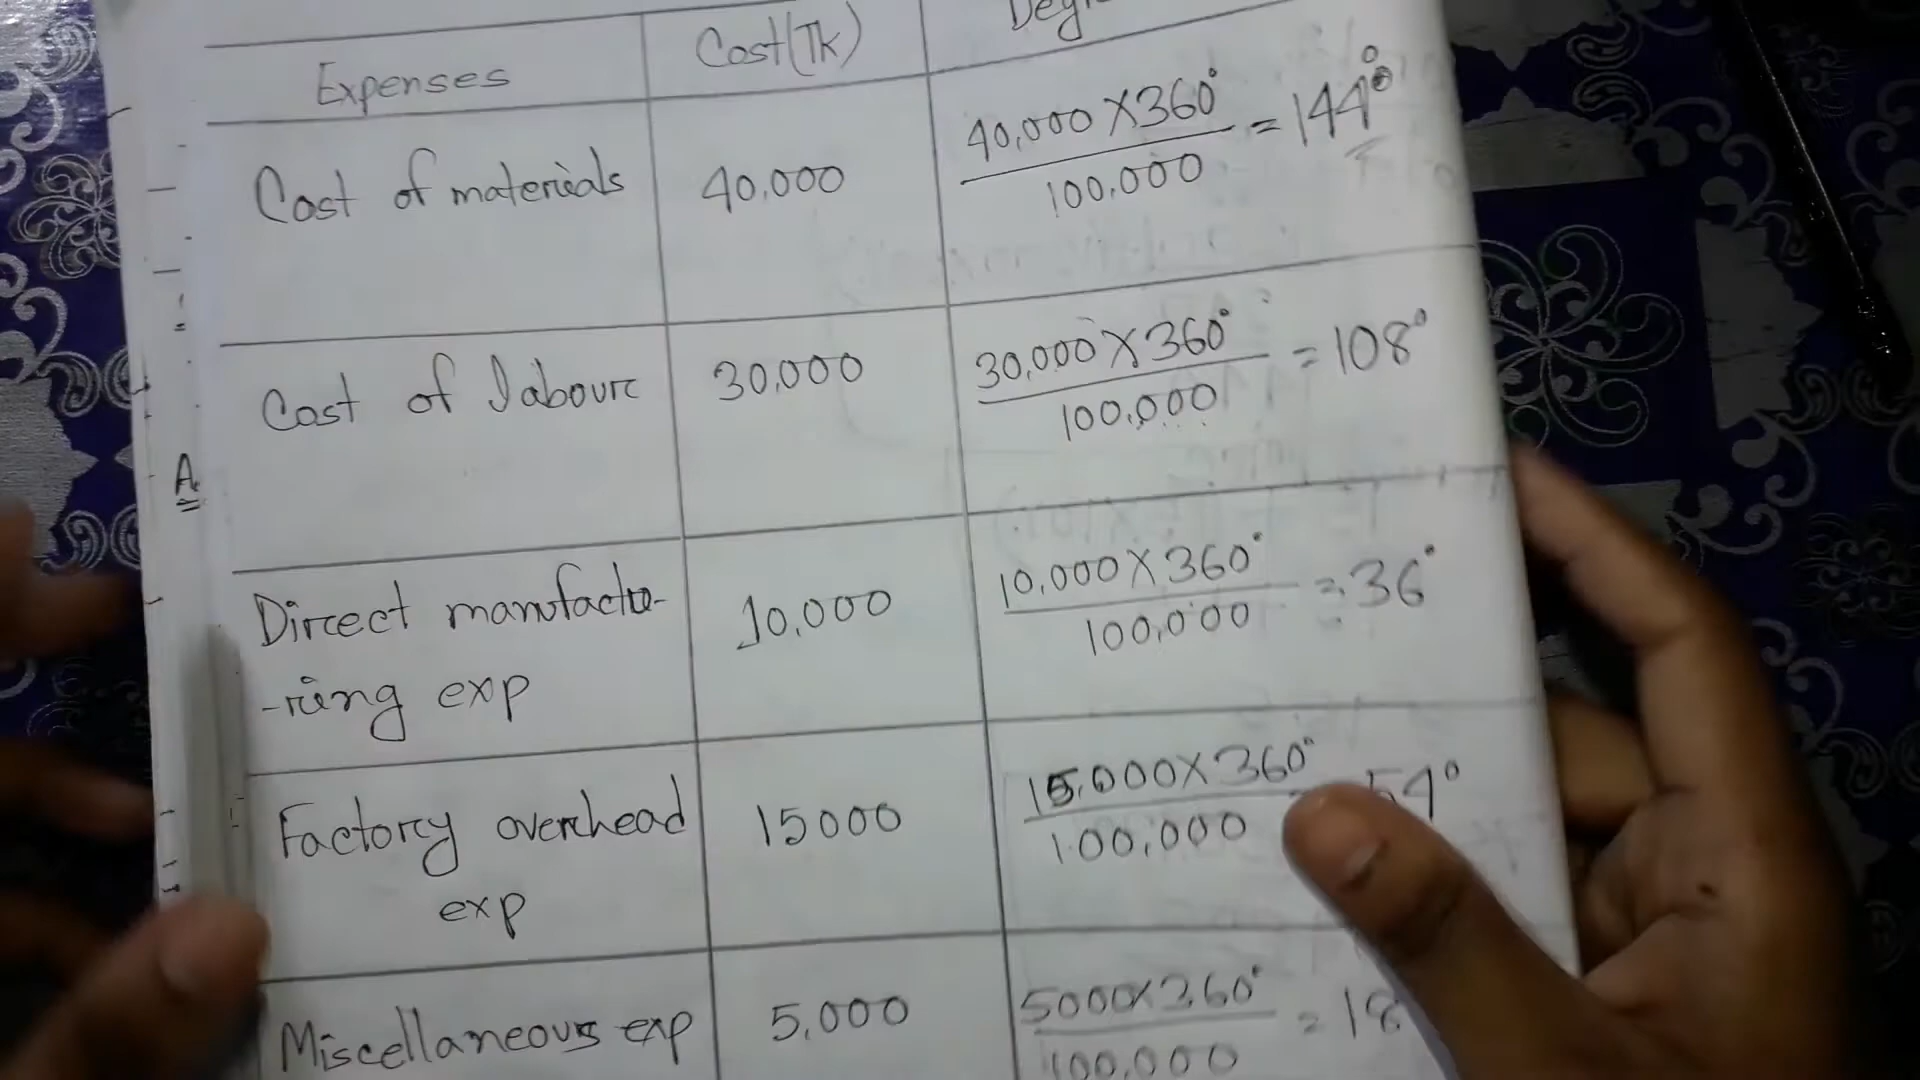 Expenses Cost(Tk)
Cost of materials 40,000 40,000 X 360° / 100,000 = 144°
Cost of labour 30,000 30,000 X 360° / 100,000 = 108°
Direct manufactu-
-ring exp 10,000 10,000 X 360° / 100,000 = 36°
Factory overhead
exp 15000 15,000 X 360° / 100,000 54°
Miscellaneous exp 5,000 5000 X 360° / 100,000 = 18
A